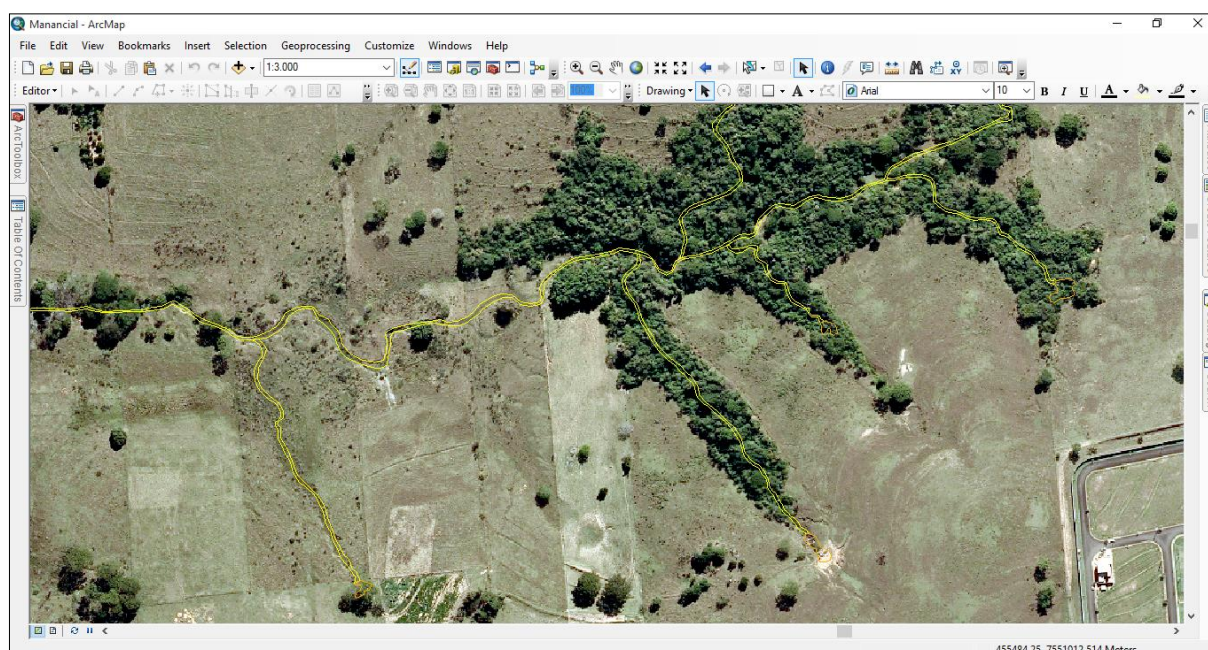 Manancial - ArcMap
File Edit View Bookmarks Insert Selection Geoprocessing Customize Windows Help
1:3.000
Editor 100% Drawing A Arial 10 B I U A
ArcToolbox
Table Of Contents
455484,25 7551012,514 Meters